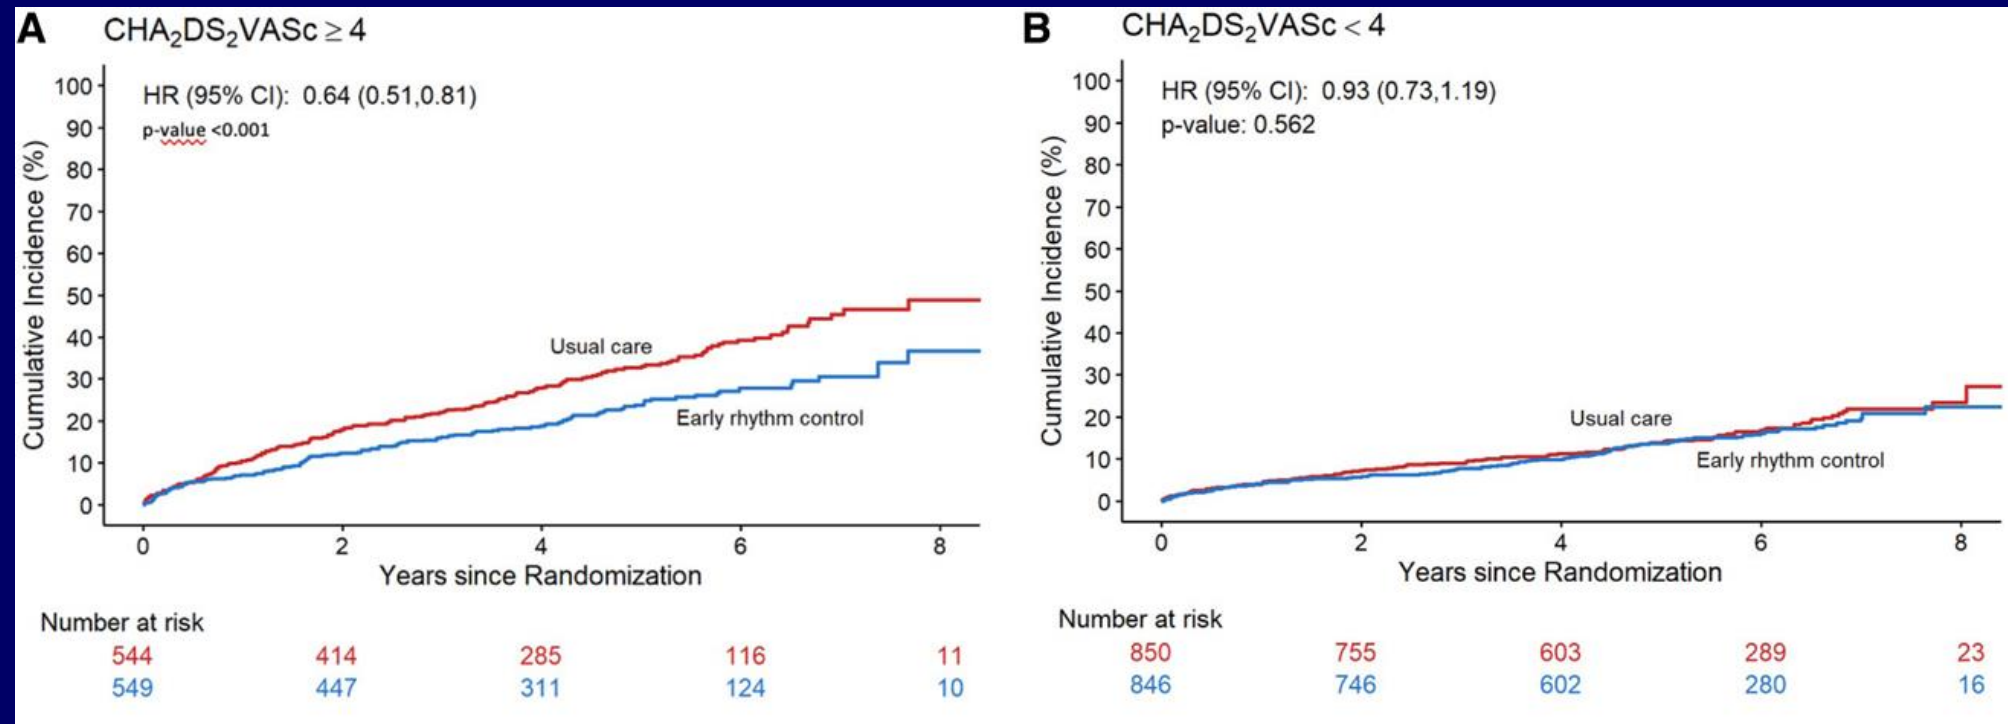 A
CHA₂DS₂VASc ≥ 4
HR (95% CI): 0.64 (0.51,0.81)
p-value <0.001
Cumulative Incidence (%)
100
90
80
70
60
50
40
30
20
10
0
Usual care
Early rhythm control
0 2 4 6 8
Years since Randomization
Number at risk
544 414 285 116 11
549 447 311 124 10
B
CHA₂DS₂VASc < 4
HR (95% CI): 0.93 (0.73,1.19)
p-value: 0.562
Cumulative Incidence (%)
100
90
80
70
60
50
40
30
20
10
0
Usual care
Early rhythm control
0 2 4 6 8
Years since Randomization
Number at risk
850 755 603 289 23
846 746 602 280 16